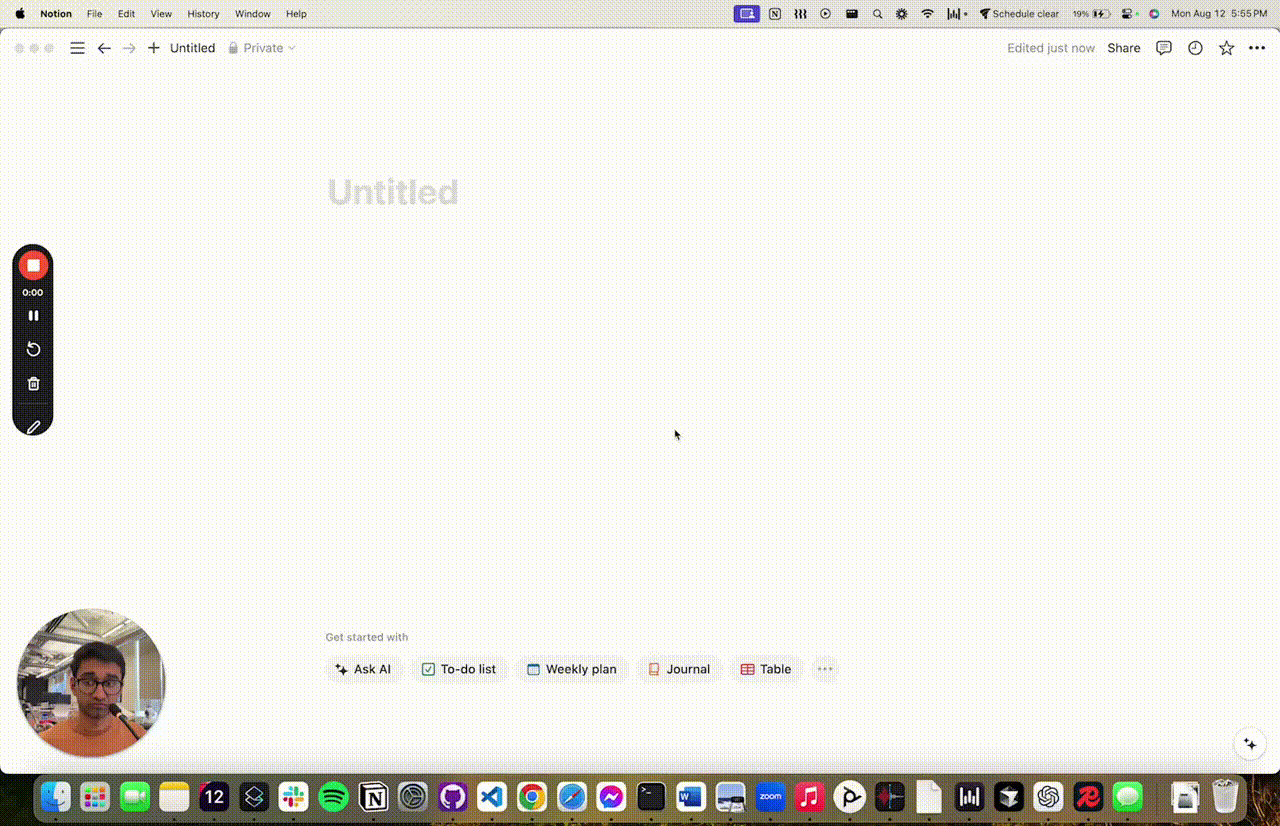 Notion File Edit View History Window Help Schedule clear 19% Mon Aug 12 5:55 PM
Untitled Private Edited just now Share
Untitled
0:00
Get started with
Ask AI To-do list Weekly plan Journal Table
12 zoom